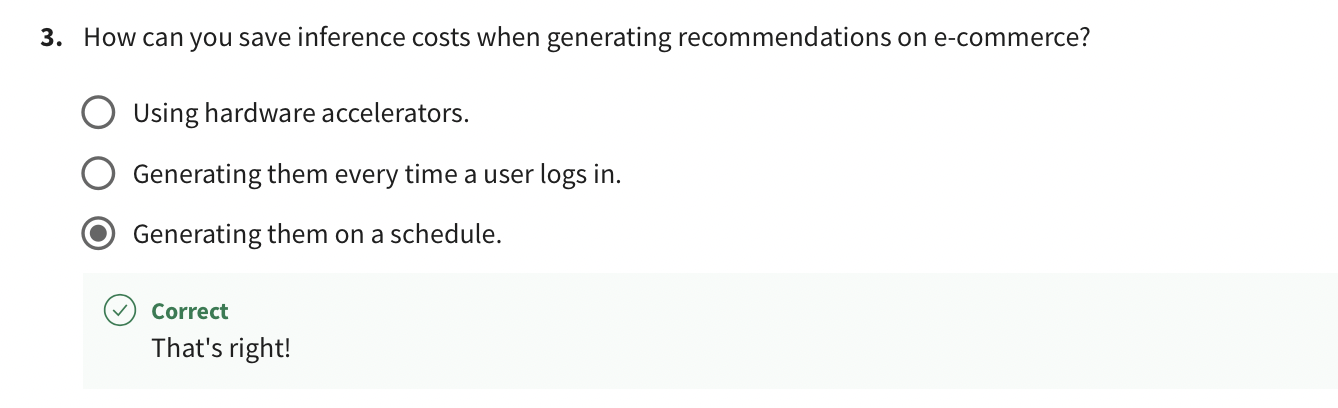 3. How can you save inference costs when generating recommendations on e-commerce?
Using hardware accelerators.
Generating them every time a user logs in.
Generating them on a schedule.
Correct
That's right!